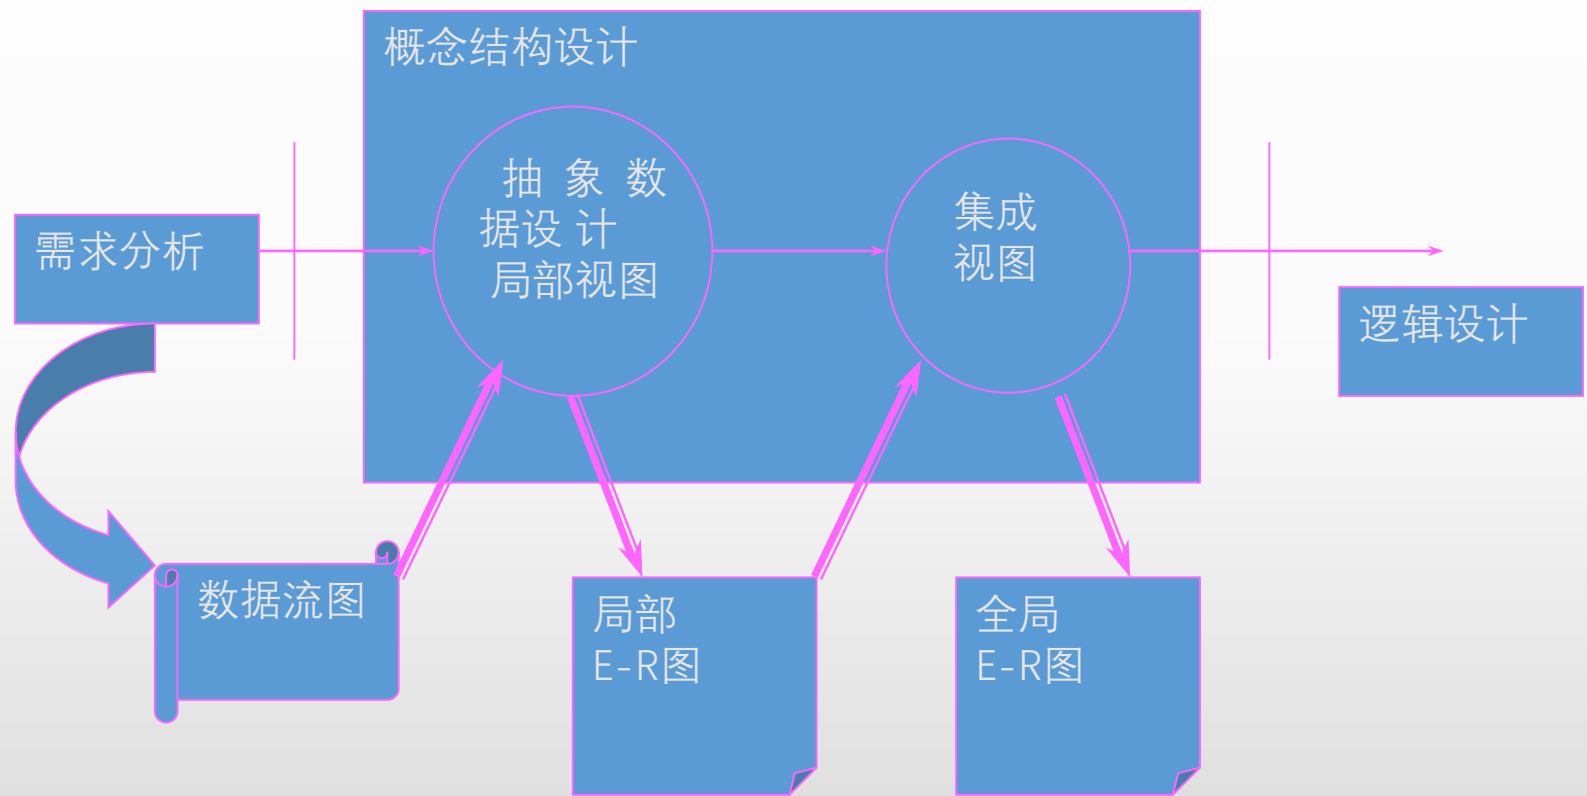 概念结构设计
抽 象 数
据设 计
局部视图
集成
视图
需求分析
逻辑设计
数据流图
局部
E-R图
全局
E-R图